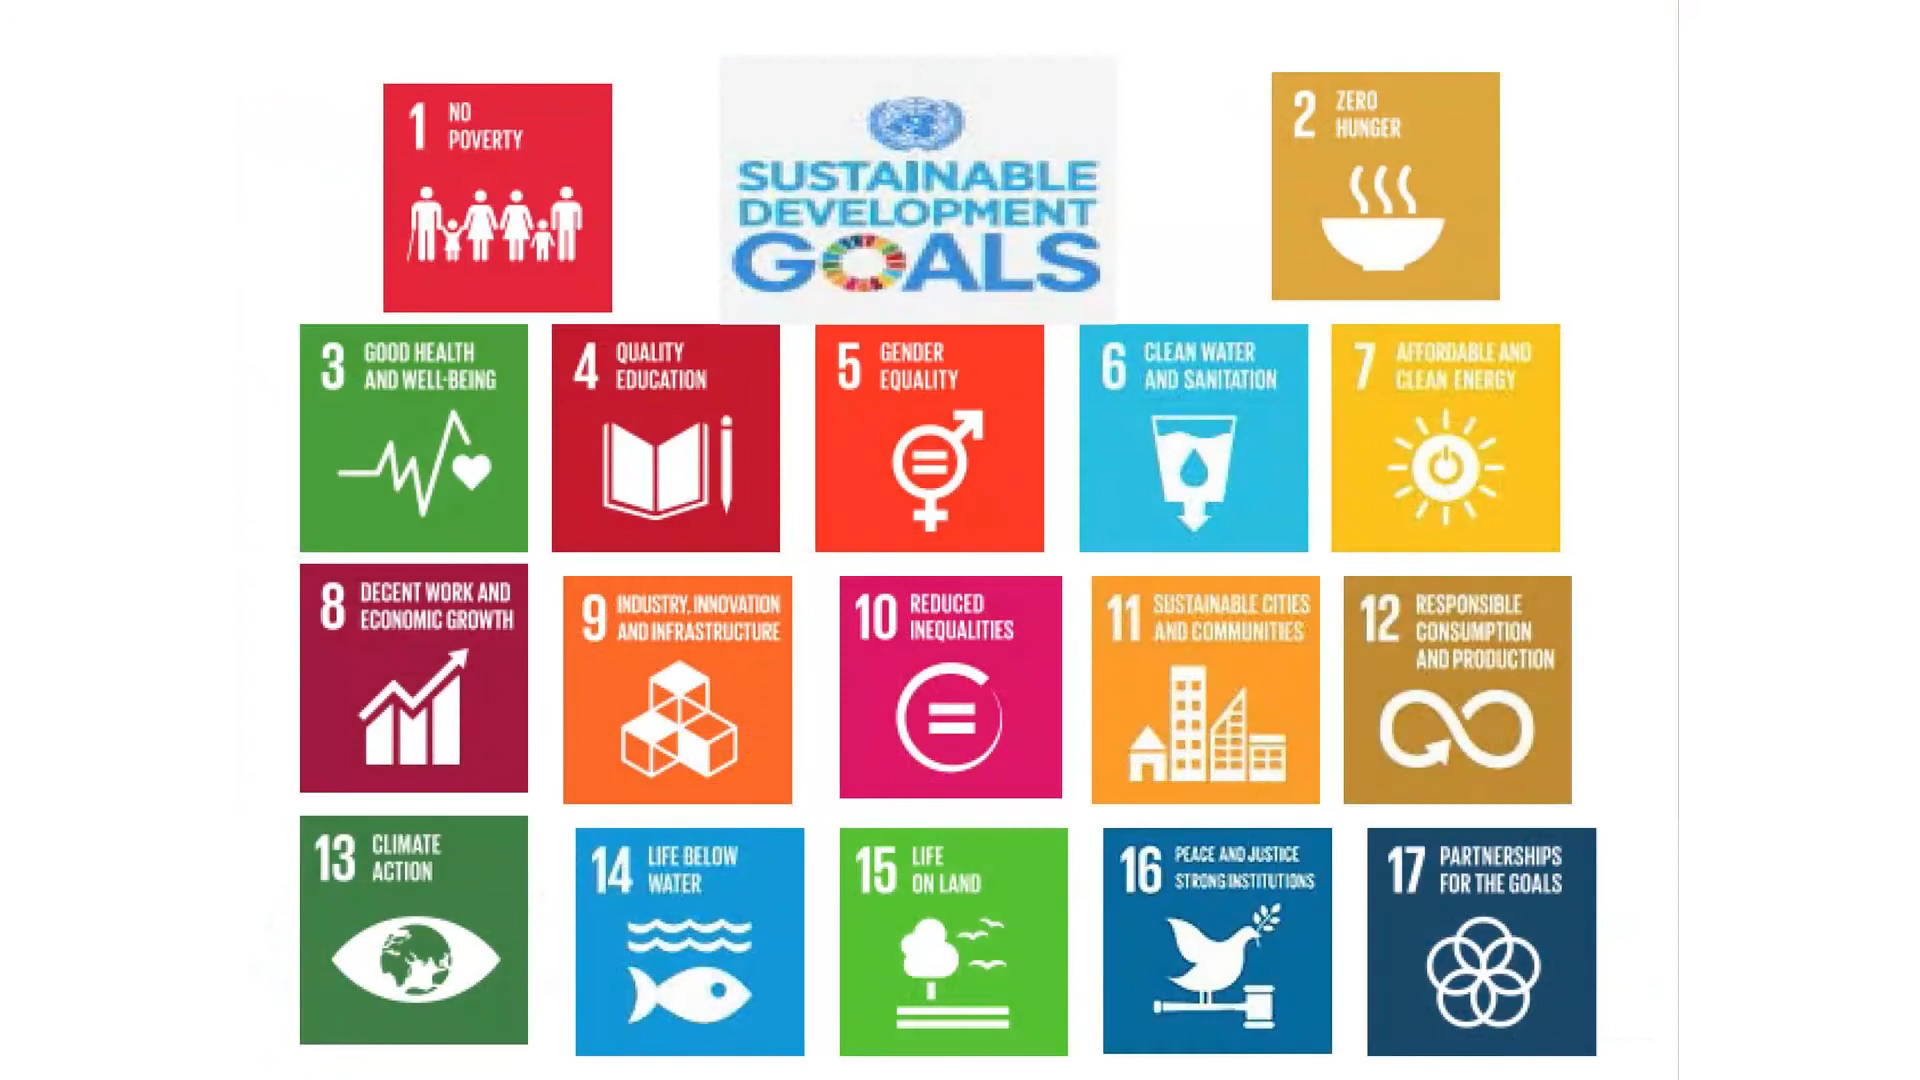 1 NO
POVERTY
SUSTAINABLE
DEVELOPMENT
GOALS
2 ZERO
HUNGER
3 GOOD HEALTH
AND WELL-BEING
4 QUALITY
EDUCATION
5 GENDER
EQUALITY
6 CLEAN WATER
AND SANITATION
7 AFFORDABLE AND
CLEAN ENERGY
8 DECENT WORK AND
ECONOMIC GROWTH
9 INDUSTRY, INNOVATION
AND INFRASTRUCTURE
10 REDUCED
INEQUALITIES
11 SUSTAINABLE CITIES
AND COMMUNITIES
12 RESPONSIBLE
CONSUMPTION
AND PRODUCTION
13 CLIMATE
ACTION
14 LIFE BELOW
WATER
15 LIFE
ON LAND
16 PEACE AND JUSTICE
STRONG INSTITUTIONS
17 PARTNERSHIPS
FOR THE GOALS